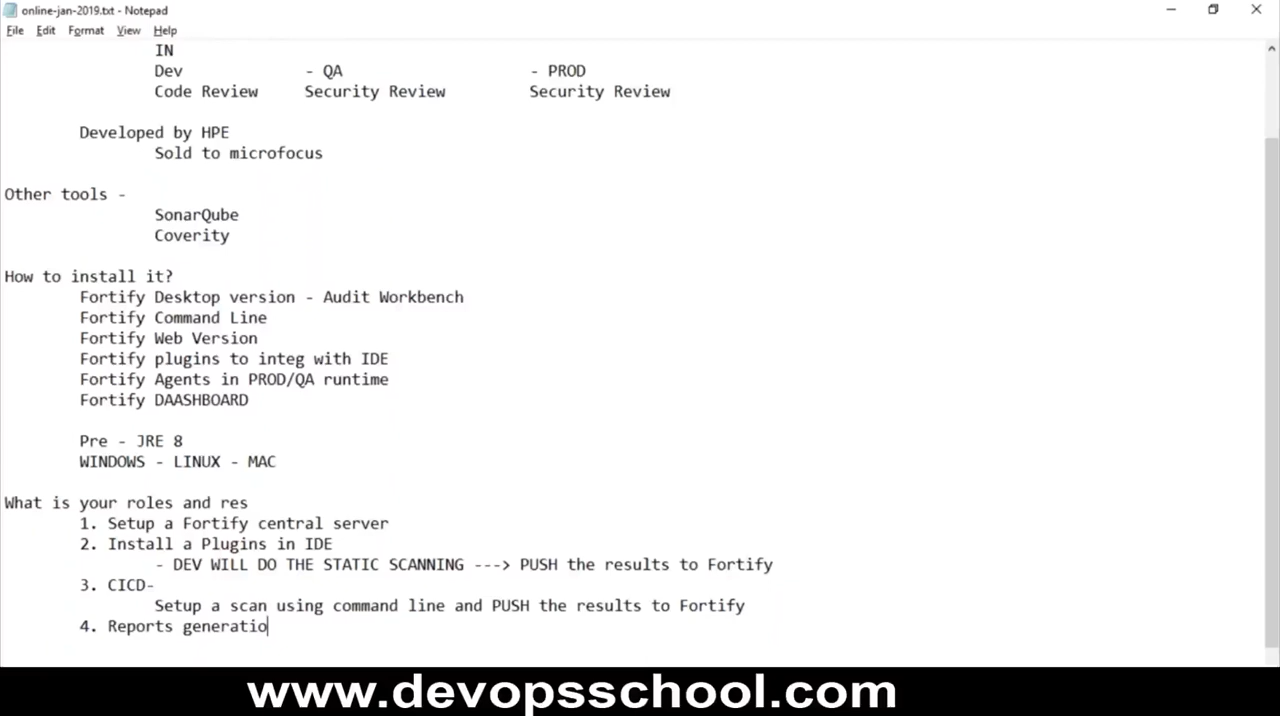 online-jan-2019.txt - Notepad
File Edit Format View Help
IN
Dev - QA - PROD
Code Review Security Review Security Review
Developed by HPE
Sold to microfocus
Other tools -
SonarQube
Coverity
How to install it?
Fortify Desktop version - Audit Workbench
Fortify Command Line
Fortify Web Version
Fortify plugins to integ with IDE
Fortify Agents in PROD/QA runtime
Fortify DAASHBOARD
Pre - JRE 8
WINDOWS - LINUX - MAC
What is your roles and res
1. Setup a Fortify central server
2. Install a Plugins in IDE
- DEV WILL DO THE STATIC SCANNING ---> PUSH the results to Fortify
3. CICD-
Setup a scan using command line and PUSH the results to Fortify
4. Reports generatio
www.devopsschool.com